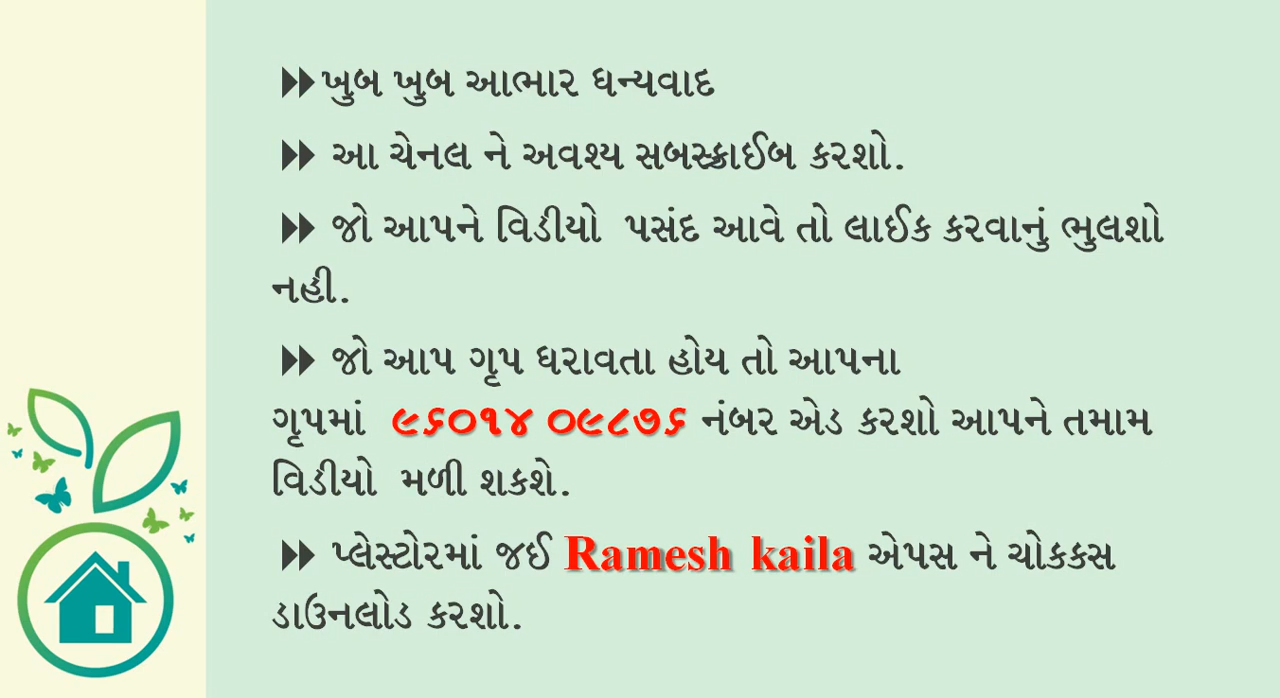 ⏩ખુબ ખુબ આભાર ધન્યવાદ
⏩ આ ચેનલ ને અવશ્ય સબસ્ક્રાઈબ કરશો.
⏩ જો આપને વિડીયો પસંદ આવે તો લાઈક કરવાનું ભુલશો
નહી.
⏩ જો આપ ગૃપ ધરાવતા હોય તો આપના
ગૃપમાં ૯૬૦૧૪ ૦૯૮૭૬ નંબર એડ કરશો આપને તમામ
વિડીયો મળી શકશે.
⏩ પ્લેસ્ટોરમાં જઈ Ramesh kaila એપસ ને ચોકકસ
ડાઉનલોડ કરશો.